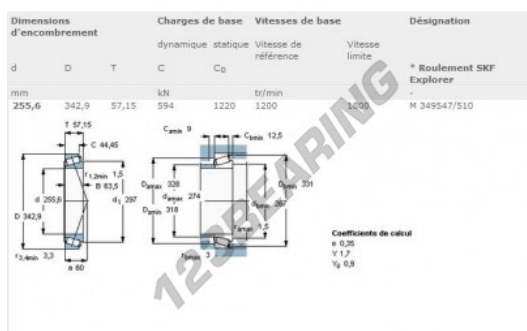 Dimensions d'encombrement Charges de base Vitesses de base Désignation
dynamique statique Vitesse de référence Vitesse limite
d D T C C0 * Roulement SKF Explorer
mm kN tr/min -
255,6 342,9 57,15 594 1220 1200 1800 M 349547/510
T 57,15
C 44,45
r1,2min 1,5
B 63,5
d 255,6
d1 297
D 342,9
r3,4min 3,3
a 60
Camin 9
Cbmin 12,5
Damax 328
damax 274
Damin 318
Dbmin 331
dbmin 267
ramax 1,5
rbmax 3
Coefficients de calcul
e 0,35
Y 1,7
Y0 0,9
123BEARING